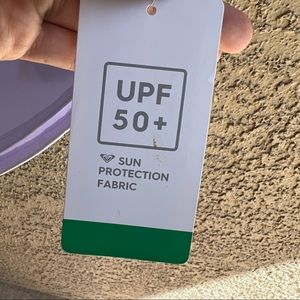 UPF
50+
SUN
PROTECTION
FABRIC